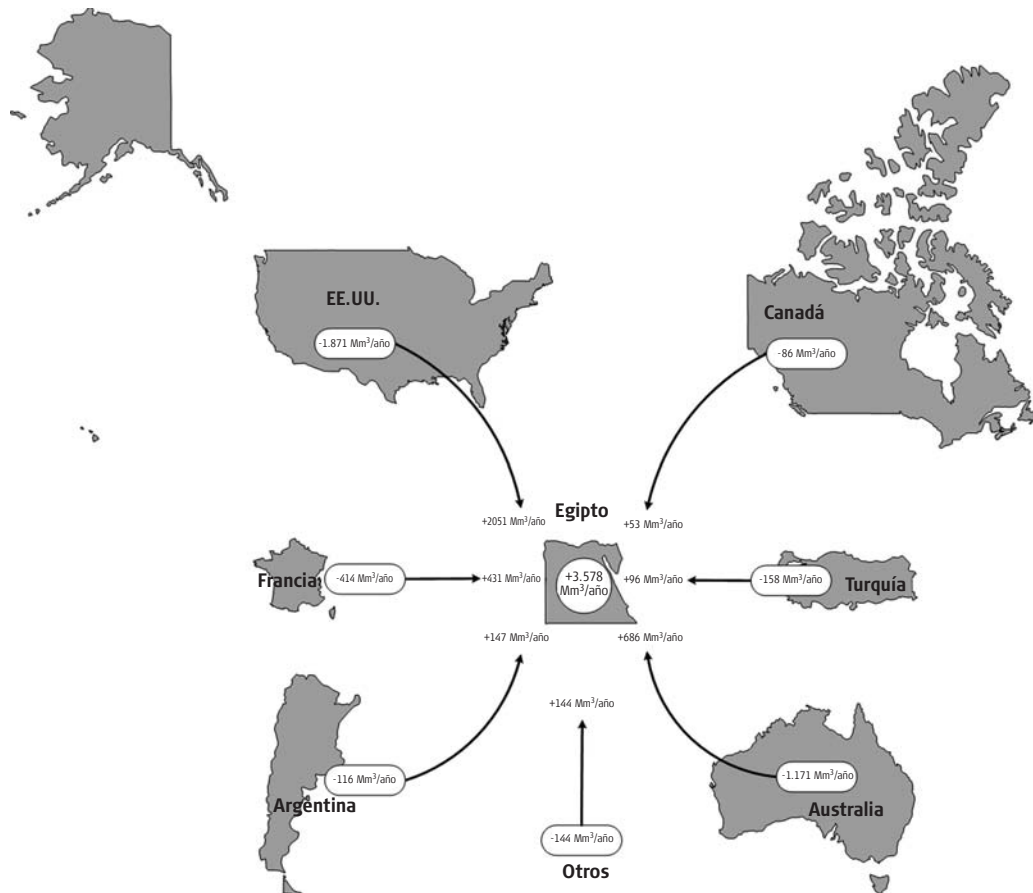 EE.UU.
-1.871 Mm³/año
Canadá
-86 Mm³/año
Egipto
+2051 Mm³/año
+53 Mm³/año
Francia
-414 Mm³/año
+431 Mm³/año
+3.578
Mm³/año
+96 Mm³/año
-158 Mm³/año
Turquía
+147 Mm³/año
+686 Mm³/año
+144 Mm³/año
-116 Mm³/año
Argentina
-1.171 Mm³/año
Australia
-144 Mm³/año
Otros